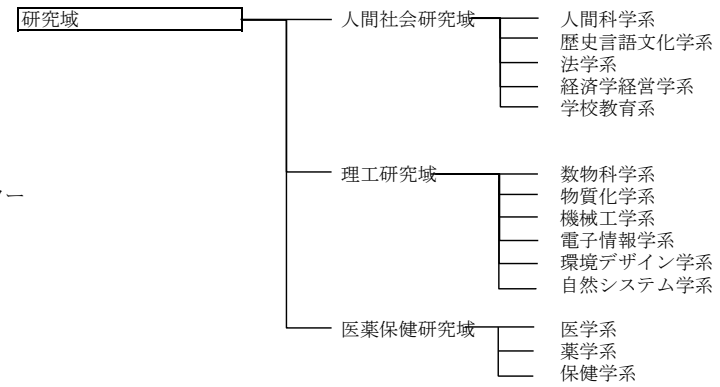 研究域
人間社会研究域
人間科学系
歴史言語文化学系
法学系
経済学経営学系
学校教育系
理工研究域
数物科学系
物質化学系
機械工学系
電子情報学系
環境デザイン学系
自然システム学系
医薬保健研究域
医学系
薬学系
保健学系